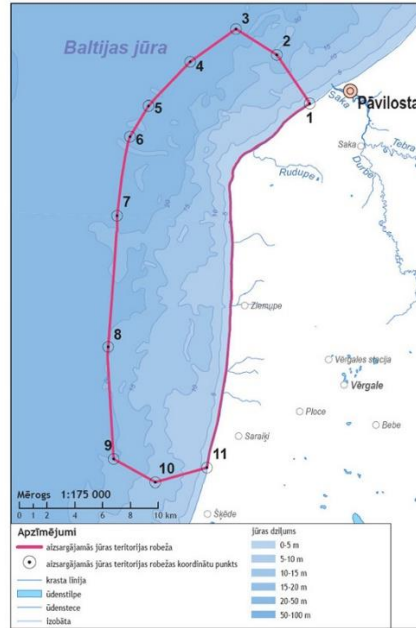 Baltijas jūra
3
2
4
1
5
6
7
8
9
10
11
Pāvilosta
Saka
Saka
Tebra
Durbe
Rudupe
Ziemupe
Vērgales stacija
Vērgale
Ploce
Bebe
Saraiķi
Šķēde
Mērogs 1:175 000
0 2 4 6 8 10 km
Apzīmējumi
aizsargājamās jūras teritorijas robeža
aizsargājamās jūras teritorijas robežas koordinātu punkts
krasta līnija
ūdenstilpe
ūdenstece
Izobāta
Jūras dziļums
0-5 m
5-10 m
10-15 m
15-20 m
20-50 m
50-100 m